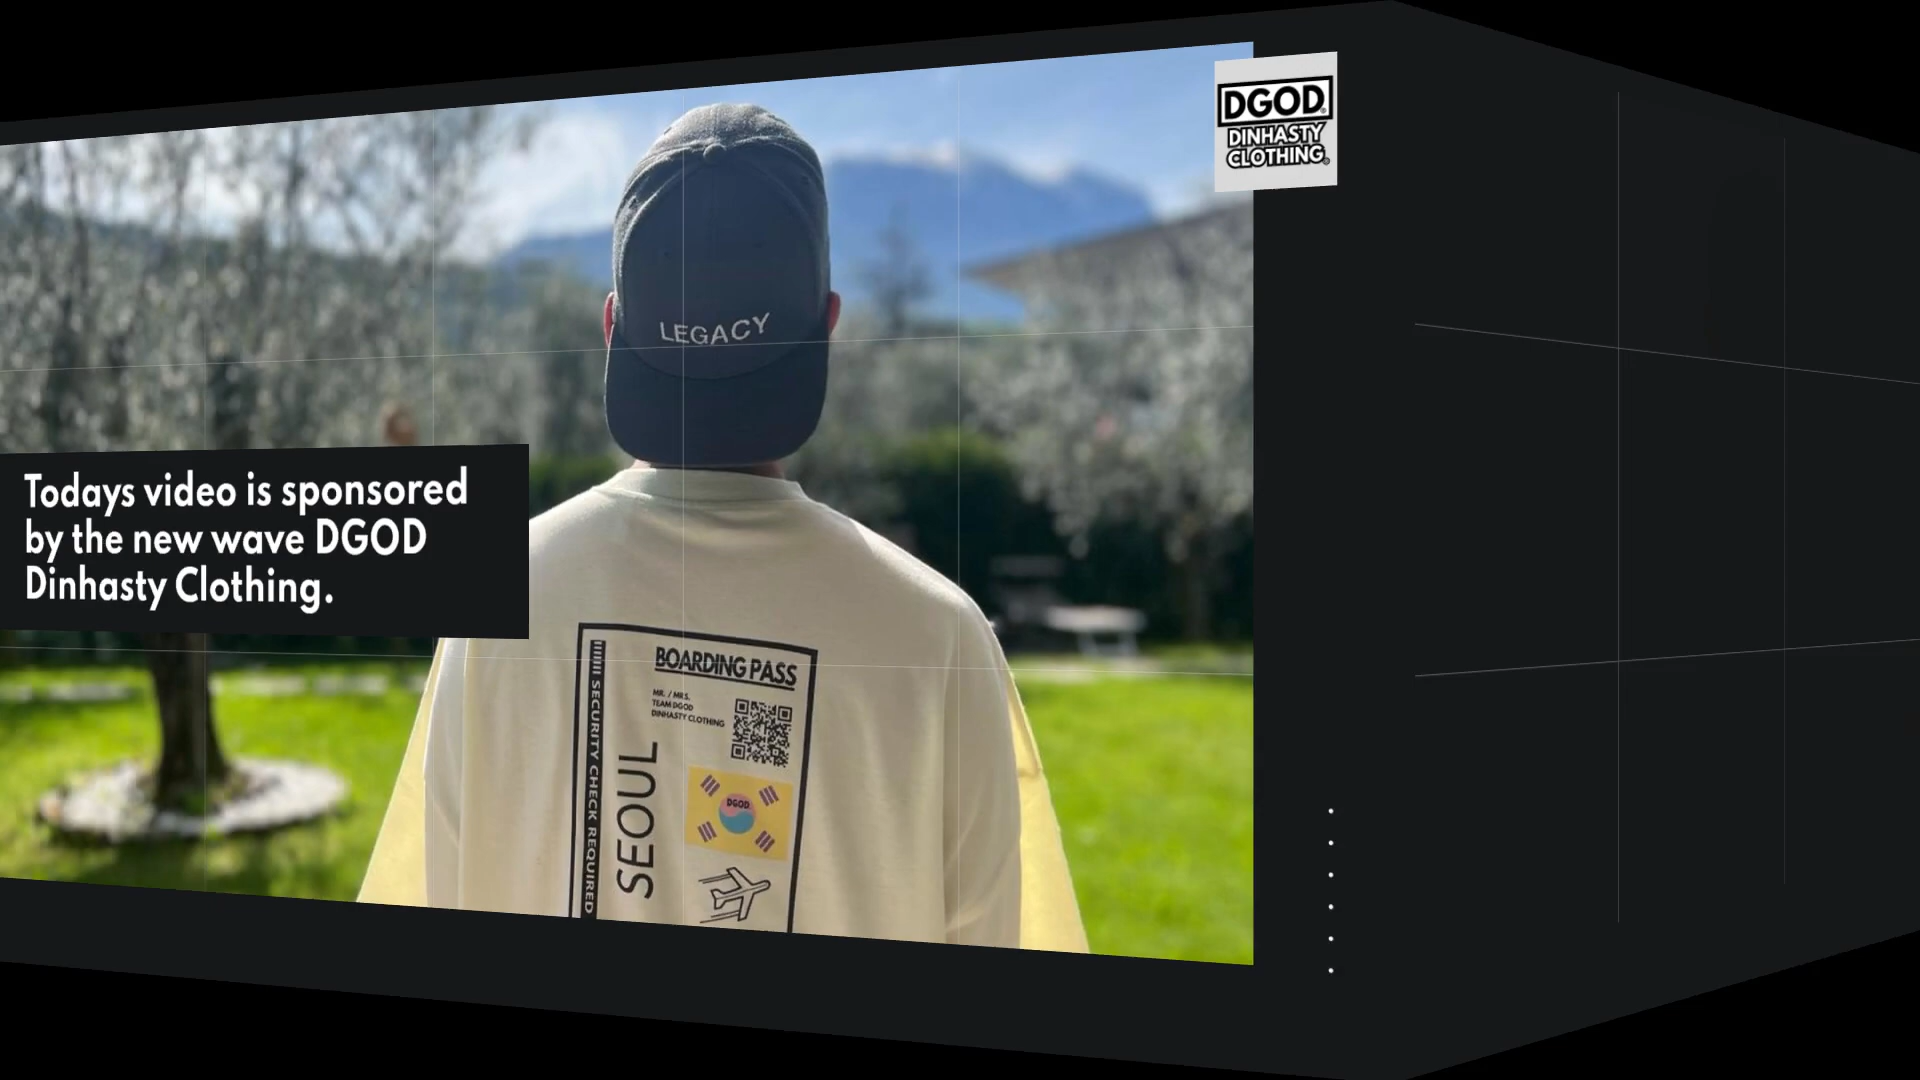 DGOD®
DINHASTY
CLOTHING®
LEGACY
Todays video is sponsored
by the new wave DGOD
Dinhasty Clothing.
BOARDING PASS
MR. / MRS.
TEAM DGOD
DINHASTY CLOTHING
SECURITY CHECK REQUIRED
SEOUL
DGOD